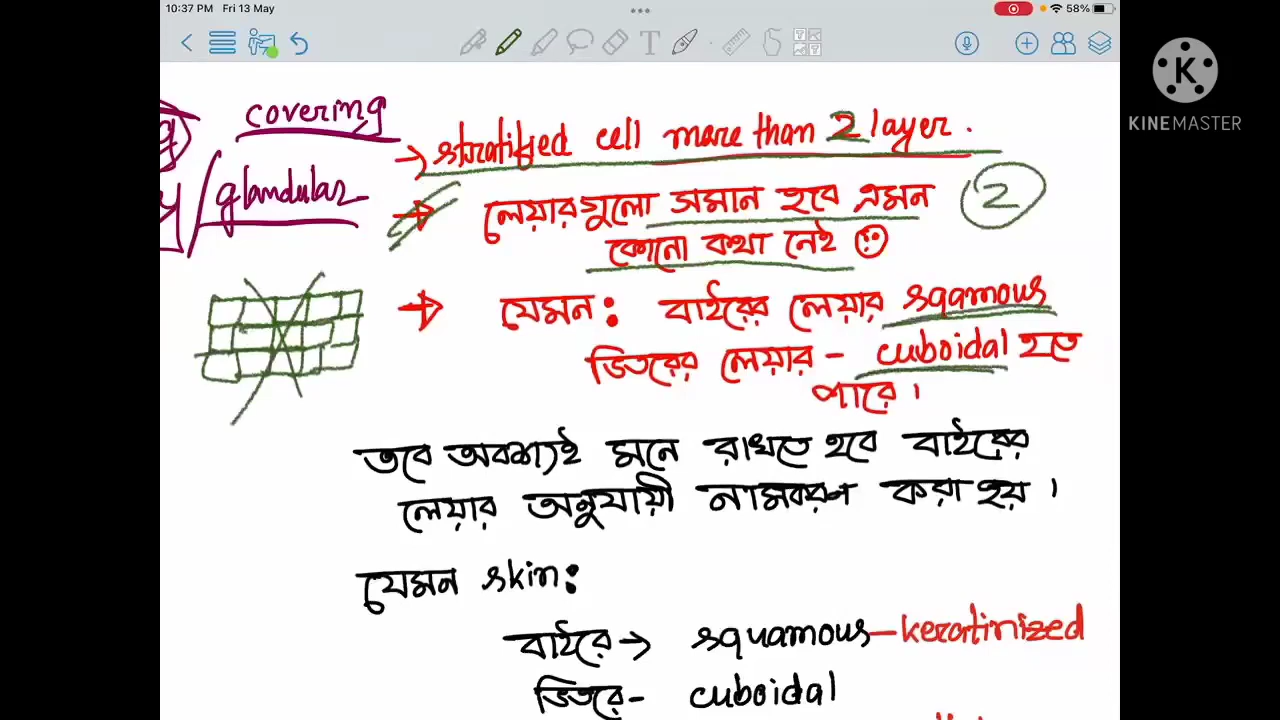 10:37 PM Fri 13 May
58%
K
KINEMASTER
covering
glandular
→ stratified cell more than 2 layer.
→ লেয়ারগুলো সমান হবে এমন
কোনো কথা নেই
2
→ যেমন: বাইরের লেয়ার sqamous
ভিতরের লেয়ার - cuboidal হতে
পারে।
তবে অবশ্যই মনে রাখতে হবে বাইরের
লেয়ার অনুযায়ী নামকরণ করা হয়।
যেমন skin:
বাইরে → squamous - keratinized
ভিতরে - cuboidal